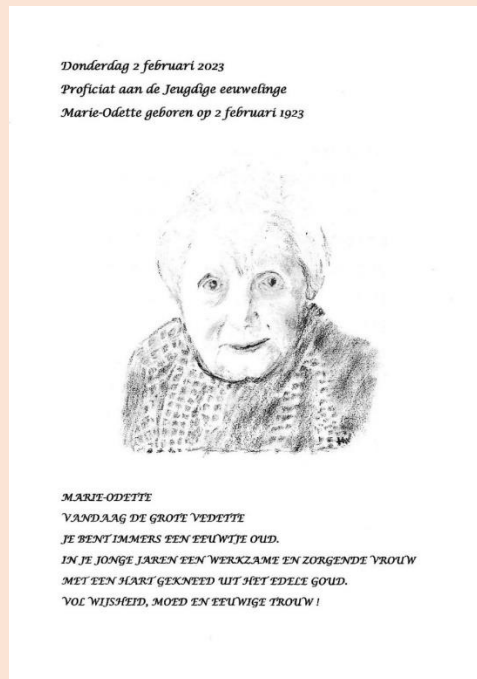 Donderdag 2 februari 2023
Proficiat aan de Jeugdige eeuwelinge
Marie-Odette geboren op 2 februari 1923
MARIE-ODETTE
VANDAAG DE GROTE VEDETTE
JE BENT IMMERS EEN EEUWTJE OUD.
IN JE JONGE JAREN EEN WERKZAME EN ZORGENDE VROUW
MET EEN HART GEKNEED UIT HET EDELE GOUD.
VOL WIJSHEID, MOED EN EEUWIGE TROUW !